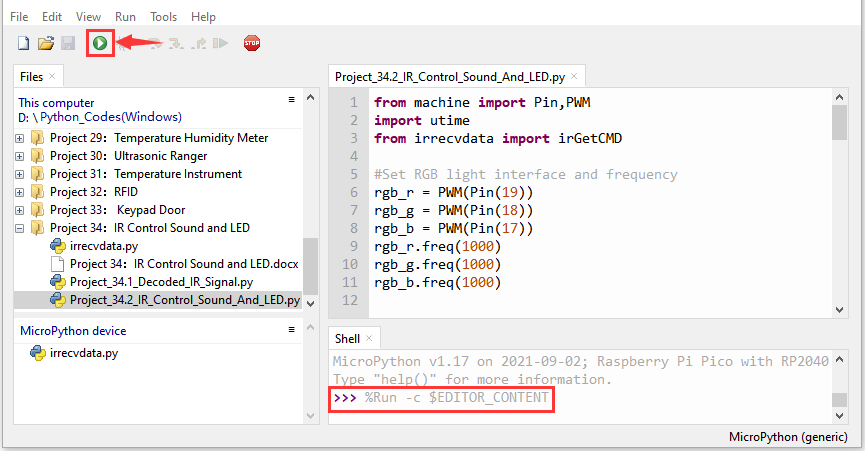 File Edit View Run Tools Help
STOP
Files ×
This computer
D: \Python_Codes(Windows)
Project 29：Temperature Humidity Meter
Project 30：Ultrasonic Ranger
Project 31：Temperature Instrument
Project 32：RFID
Project 33： Keypad Door
Project 34：IR Control Sound and LED
irrecvdata.py
Project 34：IR Control Sound and LED.docx
Project_34.1_Decoded_IR_Signal.py
Project_34.2_IR_Control_Sound_And_LED.py
MicroPython device
irrecvdata.py
Project_34.2_IR_Control_Sound_And_LED.py ×
1 from machine import Pin,PWM
2 import utime
3 from irrecvdata import irGetCMD
4
5 #Set RGB light interface and frequency
6 rgb_r = PWM(Pin(19))
7 rgb_g = PWM(Pin(18))
8 rgb_b = PWM(Pin(17))
9 rgb_r.freq(1000)
10 rgb_g.freq(1000)
11 rgb_b.freq(1000)
12
Shell ×
MicroPython v1.17 on 2021-09-02; Raspberry Pi Pico with RP2040
Type "help()" for more information.
>>> %Run -c $EDITOR_CONTENT
MicroPython (generic)